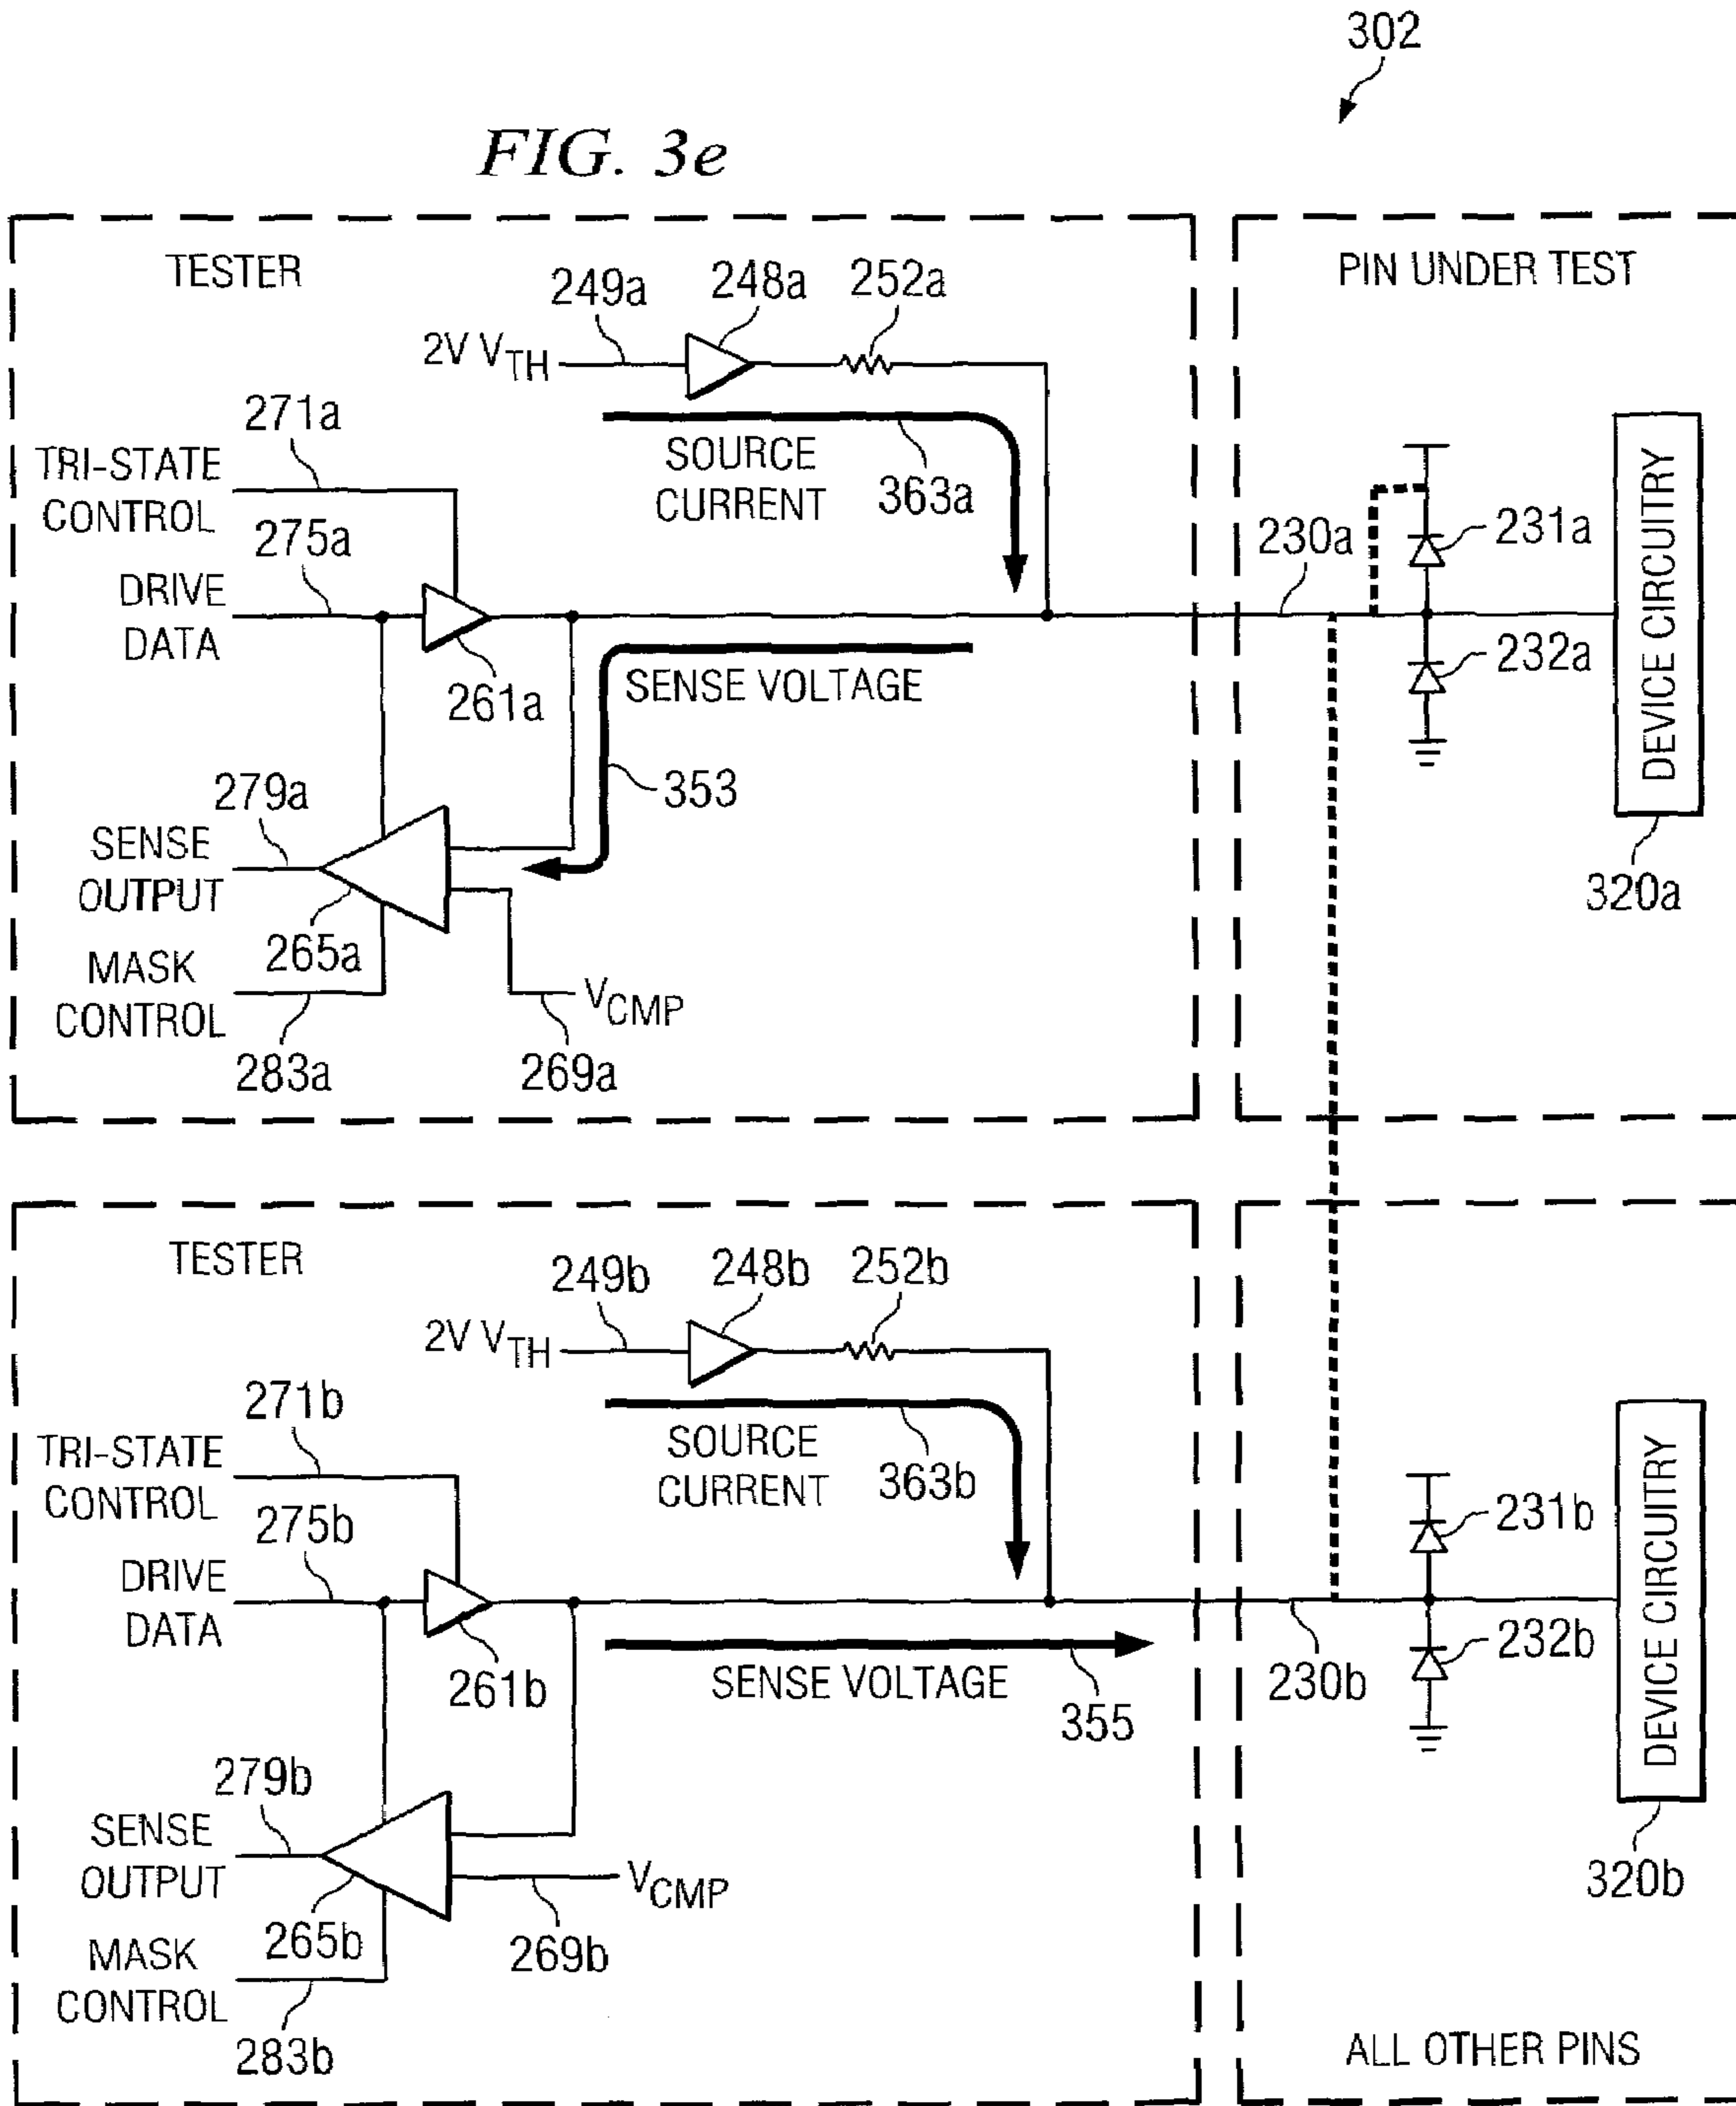 302
FIG. 3e
TESTER
PIN UNDER TEST
249a
248a
252a
2V VTH
271a
TRI-STATE
CONTROL
SOURCE
CURRENT
363a
275a
DRIVE
DATA
230a
231a
232a
DEVICE CIRCUITRY
261a
SENSE VOLTAGE
353
279a
SENSE
OUTPUT
320a
265a
MASK
CONTROL
VCMP
283a
269a
TESTER
249b
248b
252b
2V VTH
271b
TRI-STATE
CONTROL
SOURCE
CURRENT
363b
275b
DRIVE
DATA
231b
232b
DEVICE CIRCUITRY
261b
SENSE VOLTAGE
355
230b
279b
SENSE
OUTPUT
VCMP
320b
265b
269b
MASK
CONTROL
283b
ALL OTHER PINS